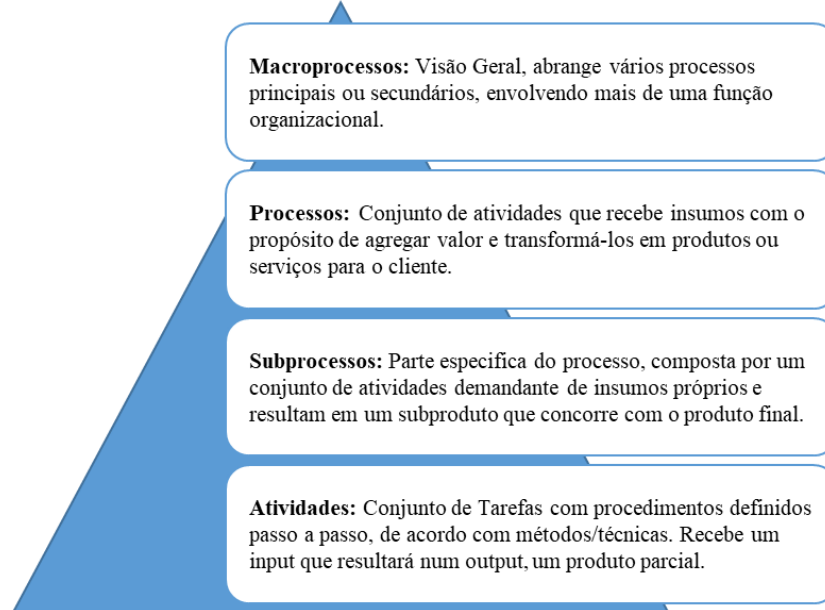 Macroprocessos: Visão Geral, abrange vários processos
principais ou secundários, envolvendo mais de uma função
organizacional.
Processos: Conjunto de atividades que recebe insumos com o
propósito de agregar valor e transformá-los em produtos ou
serviços para o cliente.
Subprocessos: Parte especifica do processo, composta por um
conjunto de atividades demandante de insumos próprios e
resultam em um subproduto que concorre com o produto final.
Atividades: Conjunto de Tarefas com procedimentos definidos
passo a passo, de acordo com métodos/técnicas. Recebe um
input que resultará num output, um produto parcial.